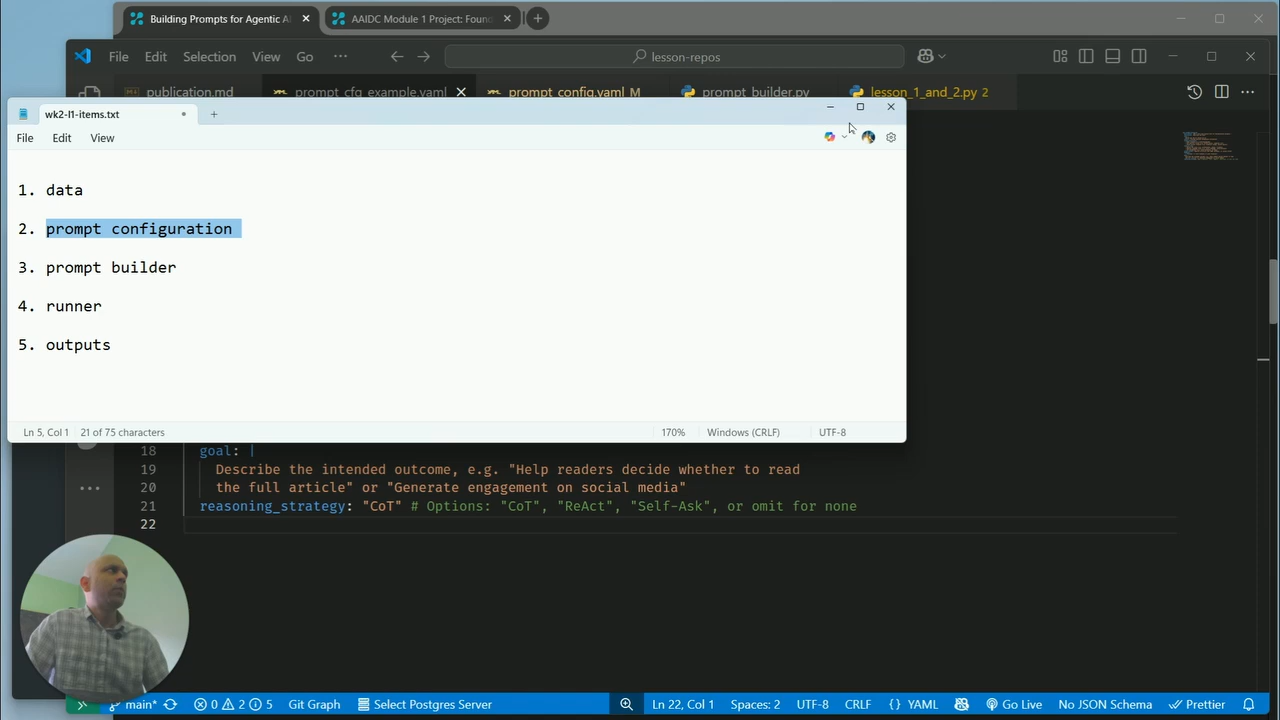 Building Prompts for Agentic A
AAIDC Module 1 Project: Found
File Edit Selection View Go
lesson-repos
publication.md
prompt_cfg_example.yaml
prompt_config.yaml M
prompt_builder.py
lesson_1_and_2.py 2
wk2-l1-items.txt
File Edit View
1. data
2. prompt configuration
3. prompt builder
4. runner
5. outputs
Ln 5, Col 1 21 of 75 characters 170% Windows (CRLF) UTF-8
18 goal: |
19 Describe the intended outcome, e.g. "Help readers decide whether to read
20 the full article" or "Generate engagement on social media"
21 reasoning_strategy: "CoT" # Options: "CoT", "ReAct", "Self-Ask", or omit for none
22
main* 0 2 5 Git Graph Select Postgres Server Ln 22, Col 1 Spaces: 2 UTF-8 CRLF {} YAML Go Live No JSON Schema Prettier